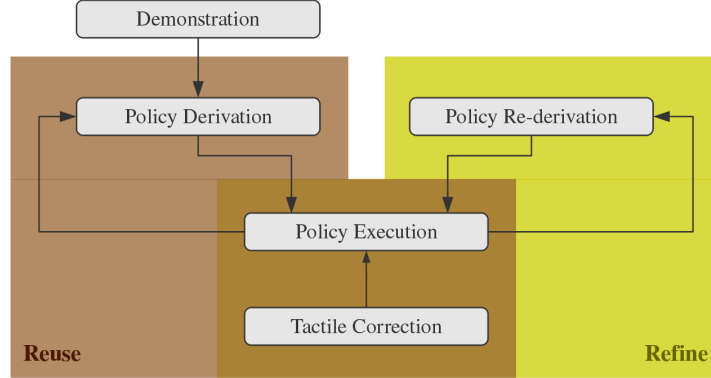 Demonstration
Policy Derivation
Policy Re-derivation
Policy Execution
Tactile Correction
Reuse
Refine